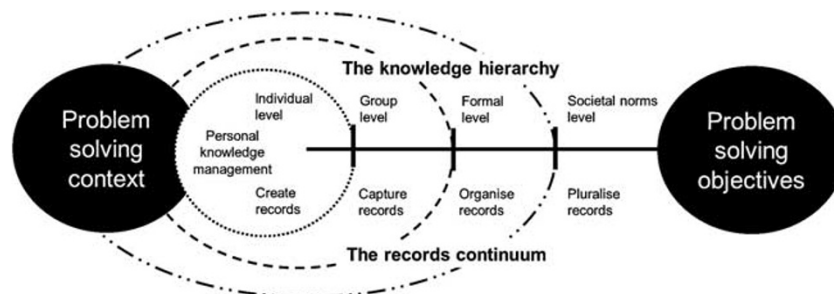 The knowledge hierarchy
Problem
solving
context
Individual
level
Group
level
Formal
level
Societal norms
level
Personal
knowledge
management
Create
records
Capture
records
Organise
records
Pluralise
records
Problem
solving
objectives
The records continuum